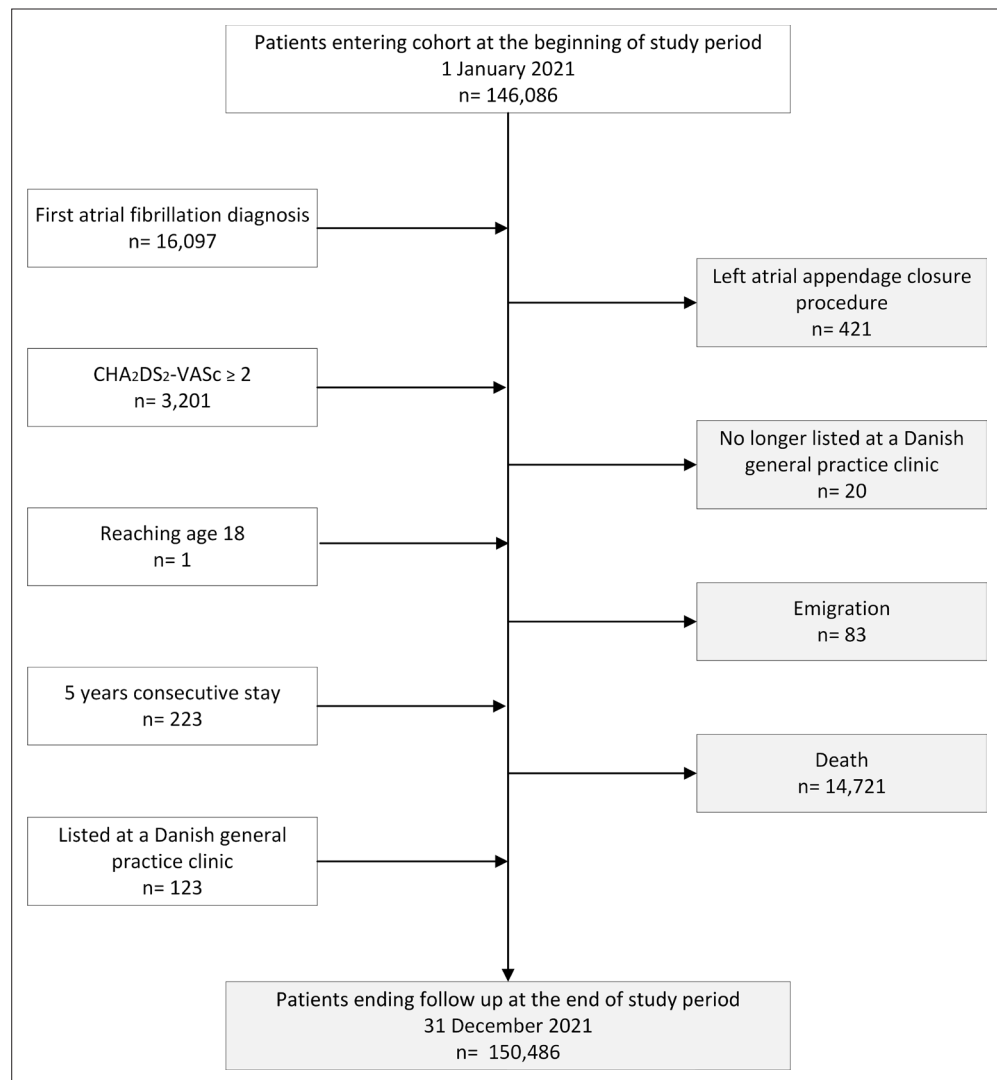 Patients entering cohort at the beginning of study period
1 January 2021
n= 146,086
First atrial fibrillation diagnosis
n= 16,097
Left atrial appendage closure
procedure
n= 421
CHA₂DS₂-VASc ≥ 2
n= 3,201
No longer listed at a Danish
general practice clinic
n= 20
Reaching age 18
n= 1
Emigration
n= 83
5 years consecutive stay
n= 223
Death
n= 14,721
Listed at a Danish general
practice clinic
n= 123
Patients ending follow up at the end of study period
31 December 2021
n= 150,486